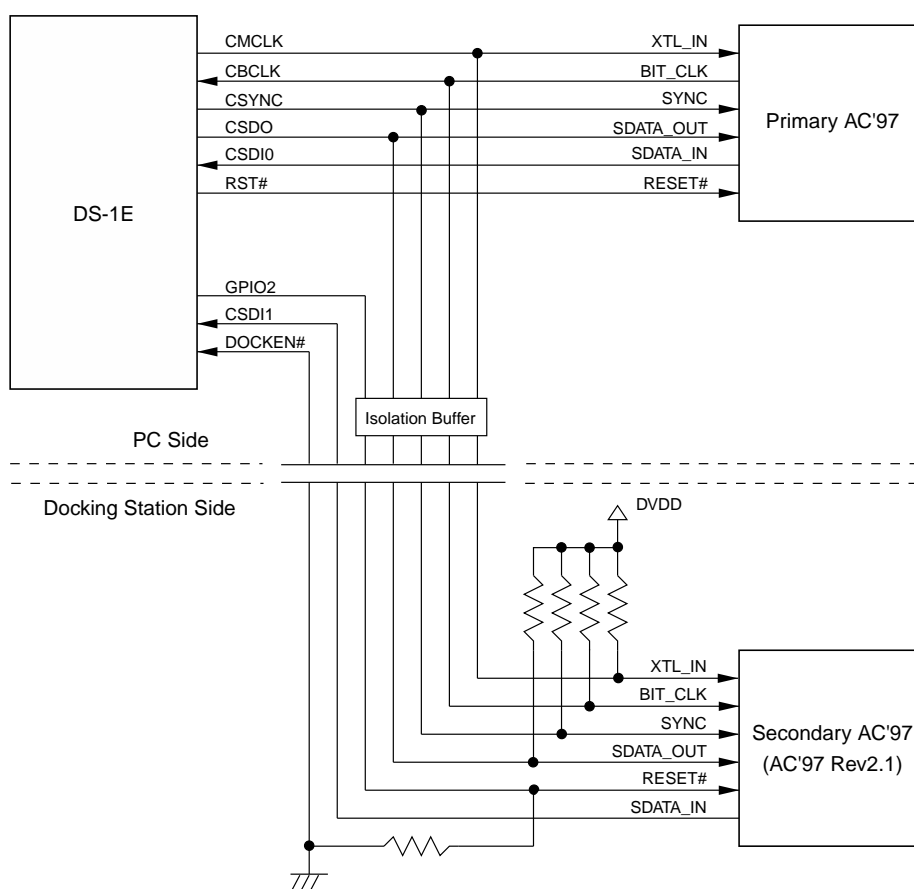 CMCLK XTL_IN
CBCLK BIT_CLK
CSYNC SYNC
CSDO SDATA_OUT
CSDI0 SDATA_IN
RST# RESET#
DS-1E
Primary AC'97
GPIO2
CSDI1
DOCKEN#
Isolation Buffer
PC Side
Docking Station Side
DVDD
XTL_IN
BIT_CLK
SYNC
SDATA_OUT
RESET#
SDATA_IN
Secondary AC'97
(AC'97 Rev2.1)